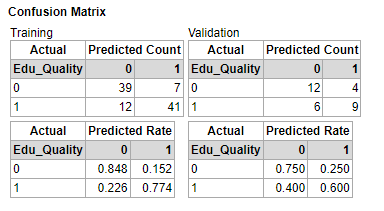 Confusion Matrix
Training Validation
Actual Predicted Count Actual Predicted Count
Edu_Quality 0 1 Edu_Quality 0 1
0 39 7 0 12 4
1 12 41 1 6 9
Actual Predicted Rate Actual Predicted Rate
Edu_Quality 0 1 Edu_Quality 0 1
0 0.848 0.152 0 0.750 0.250
1 0.226 0.774 1 0.400 0.600